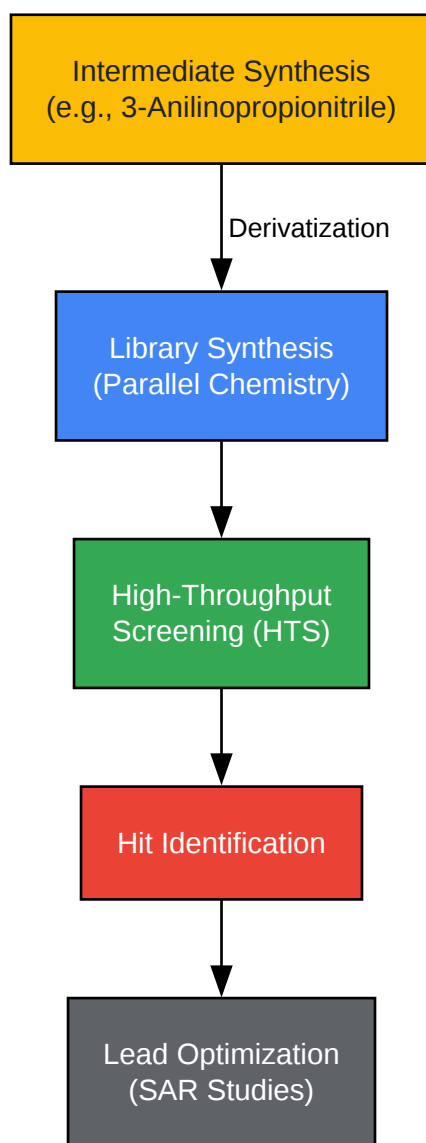 Intermediate Synthesis
(e.g., 3-Anilinopropionitrile)
Derivatization
Library Synthesis
(Parallel Chemistry)
High-Throughput
Screening (HTS)
Hit Identification
Lead Optimization
(SAR Studies)